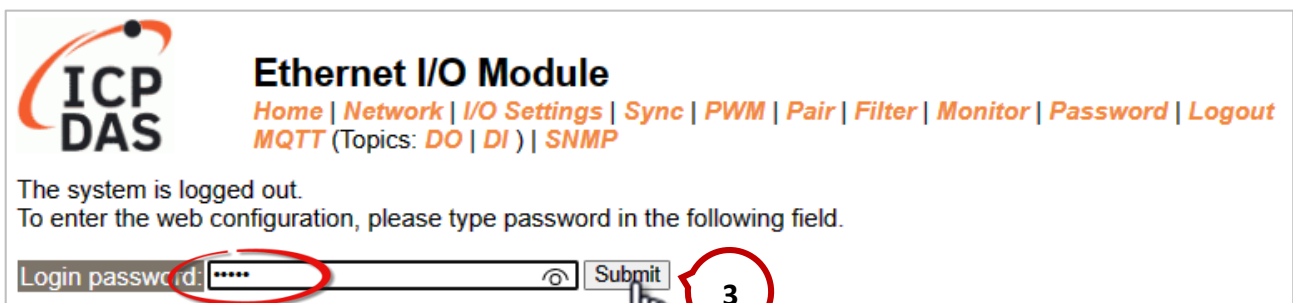 ICP
DAS
Ethernet I/O Module
Home | Network | I/O Settings | Sync | PWM | Pair | Filter | Monitor | Password | Logout
MQTT (Topics: DO | DI ) | SNMP
The system is logged out.
To enter the web configuration, please type password in the following field.
Login password: ••••• Submit
3